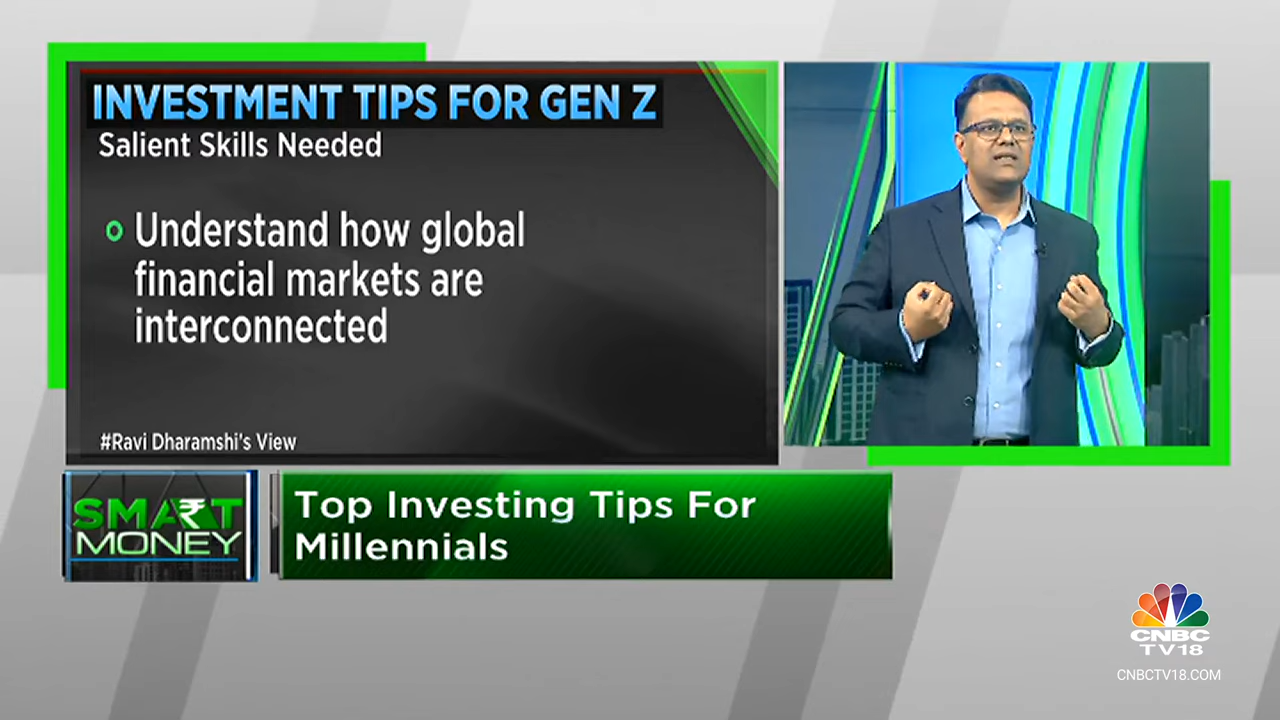 INVESTMENT TIPS FOR GEN Z
Salient Skills Needed
Understand how global
financial markets are
interconnected
#Ravi Dharamshi's View
SMA₹T
MONEY
Top Investing Tips For
Millennials
CNBC
TV18
CNBCTV18.COM